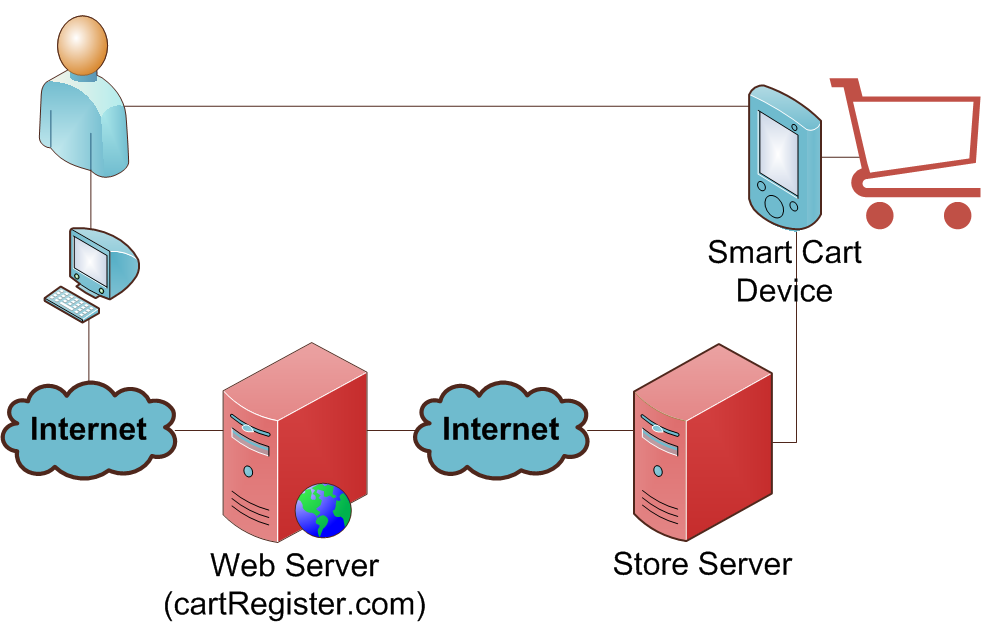 Smart Cart
Device
Internet
Internet
Web Server
(cartRegister.com)
Store Server